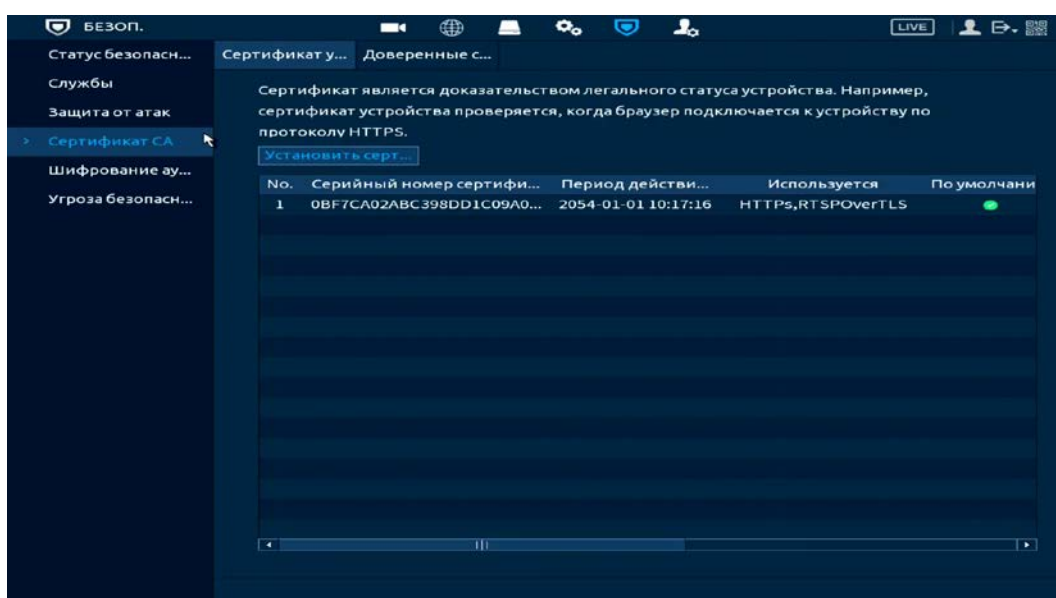 БЕЗОП.
LIVE
Статус безопасн...
Службы
Защита от атак
> Сертификат CA
Шифрование ау...
Угроза безопасн...
Сертификат у... Доверенные с...
Сертификат является доказательством легального статуса устройства. Например,
сертификат устройства проверяется, когда браузер подключается к устройству по
протоколу HTTPS.
Установить серт...
No. Серийный номер сертифи... Период действи... Используется По умолчани
1 0BF7CA02ABC398DD1C09A0... 2054-01-01 10:17:16 HTTPs,RTSPOverTLS